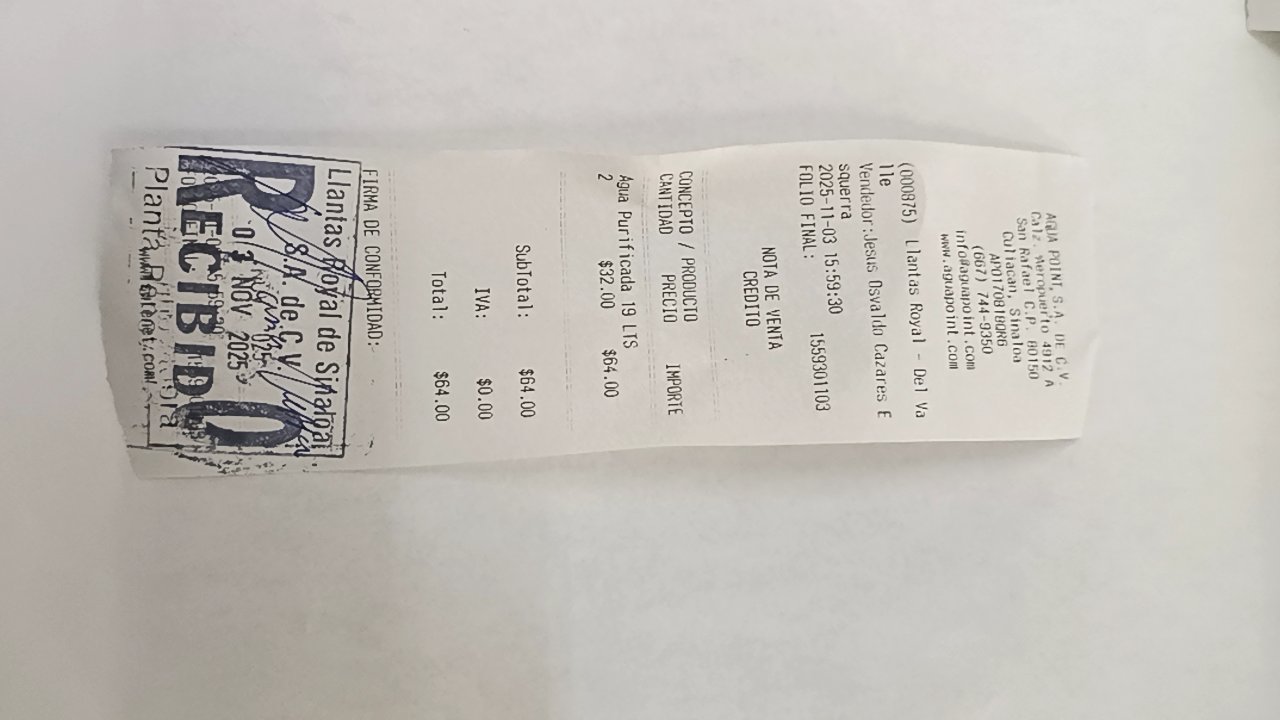 AGUA POINT, S.A. DE C.V.
Calz. Aeropuerto 4912 A
San Rafael C.P. 80150
Culiacan, Sinaloa
APO170818QR6
(667) 744-9350
info@aguapoint.com
www.aguapoint.com
(000875) Llantas Royal - Del Va
lle
Vendedor:Jesus Osvaldo Cazares E
squerra
2025-11-03 15:59:30
FOLIO FINAL: 1559301103
NOTA DE VENTA
CREDITO
CONCEPTO / PRODUCTO
CANTIDAD PRECIO IMPORTE
Agua Purificada 19 LTS
2 $32.00 $64.00
SubTotal: $64.00
IVA: $0.00
Total: $64.00
FIRMA DE CONFORMIDAD:
Llantas Royal de Sinaloa
S.A. de C.V.
03 NOV 2025
RECIBIDO